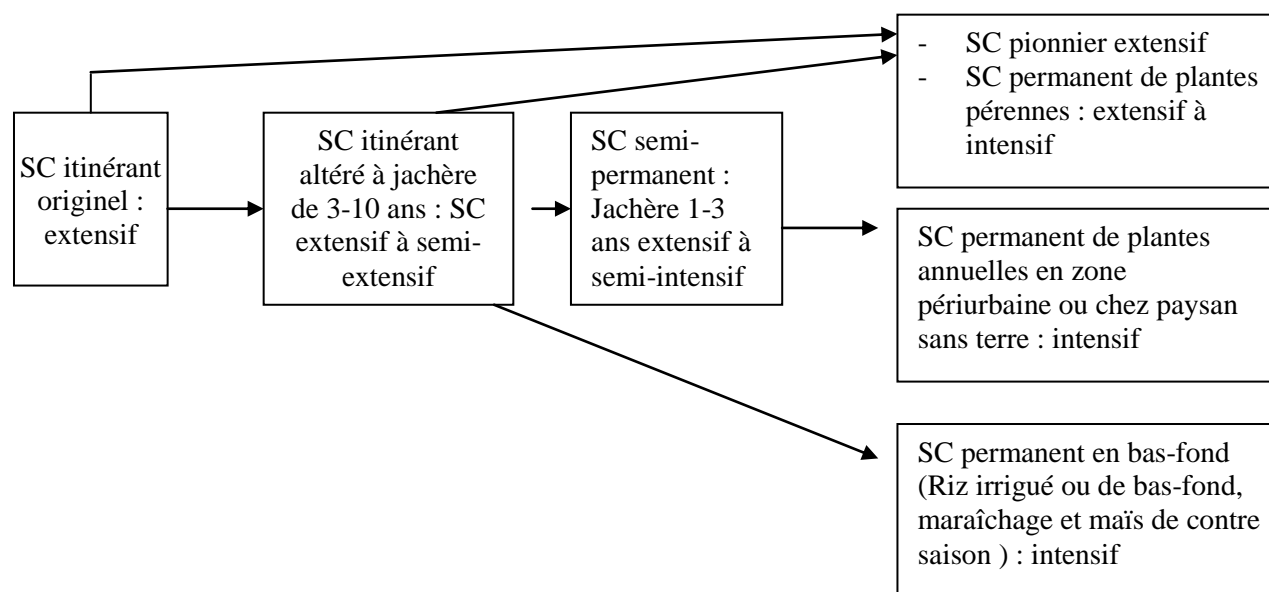 SC itinérant
originel :
extensif
SC itinérant
altéré à jachère
de 3-10 ans : SC
extensif à semi-
extensif
SC semi-
permanent :
Jachère 1-3
ans extensif à
semi-intensif
- SC pionnier extensif
- SC permanent de plantes
pérennes : extensif à
intensif
SC permanent de plantes
annuelles en zone
périurbaine ou chez paysan
sans terre : intensif
SC permanent en bas-fond
(Riz irrigué ou de bas-fond,
maraîchage et maïs de contre
saison ) : intensif